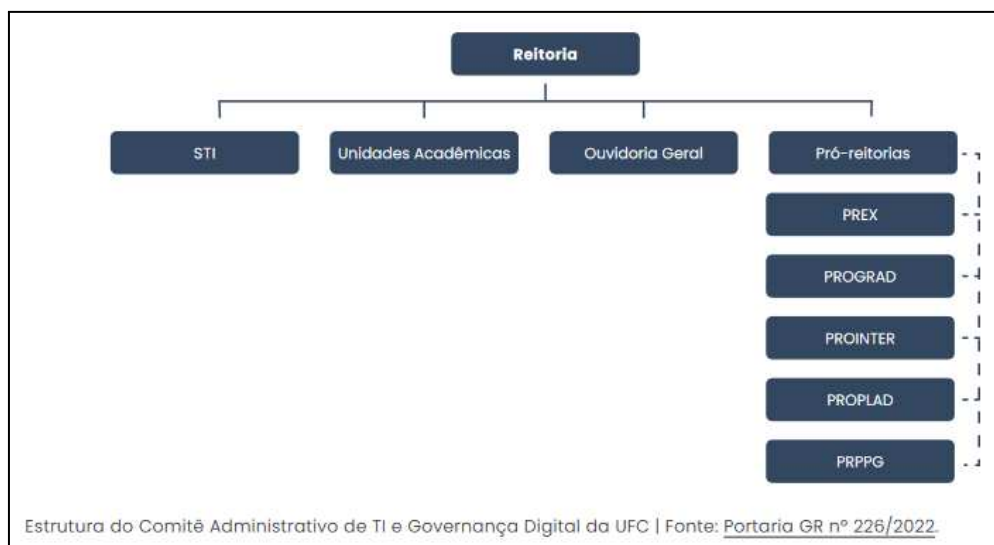 Reitoria
STI
Unidades Acadêmicas
Ouvidoria Geral
Pró-reitorias
PREX
PROGRAD
PROINTER
PROPLAD
PRPPG
Estrutura do Comitê Administrativo de TI e Governança Digital da UFC | Fonte: Portaria GR nº 226/2022.